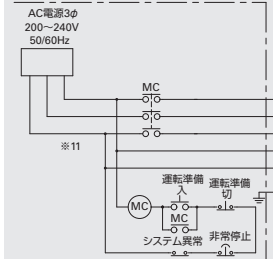 AC電源3φ
200～240V
50/60Hz
MC
※11
運転準備
入
運転準備
切
MC
MC
システム異常
非常停止